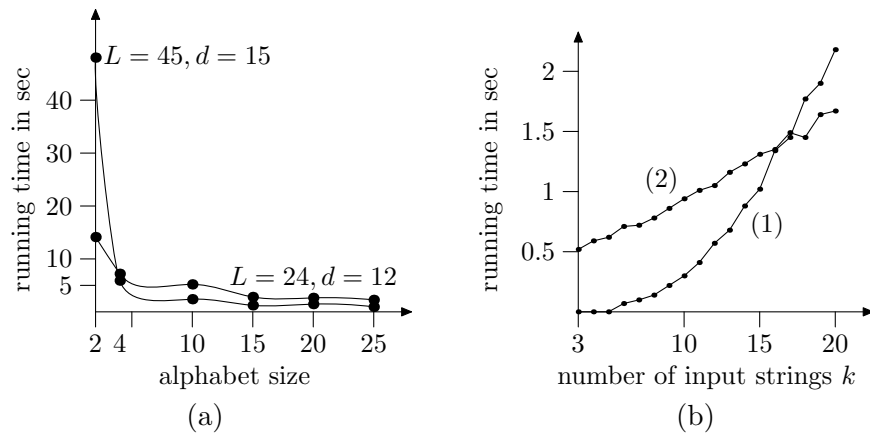 running time in sec
40
30
20
10
5
L = 45, d = 15
L = 24, d = 12
2 4 10 15 20 25
alphabet size
(a)
running time in sec
2
1.5
1
0.5
(2)
(1)
3 10 15 20
number of input strings k
(b)